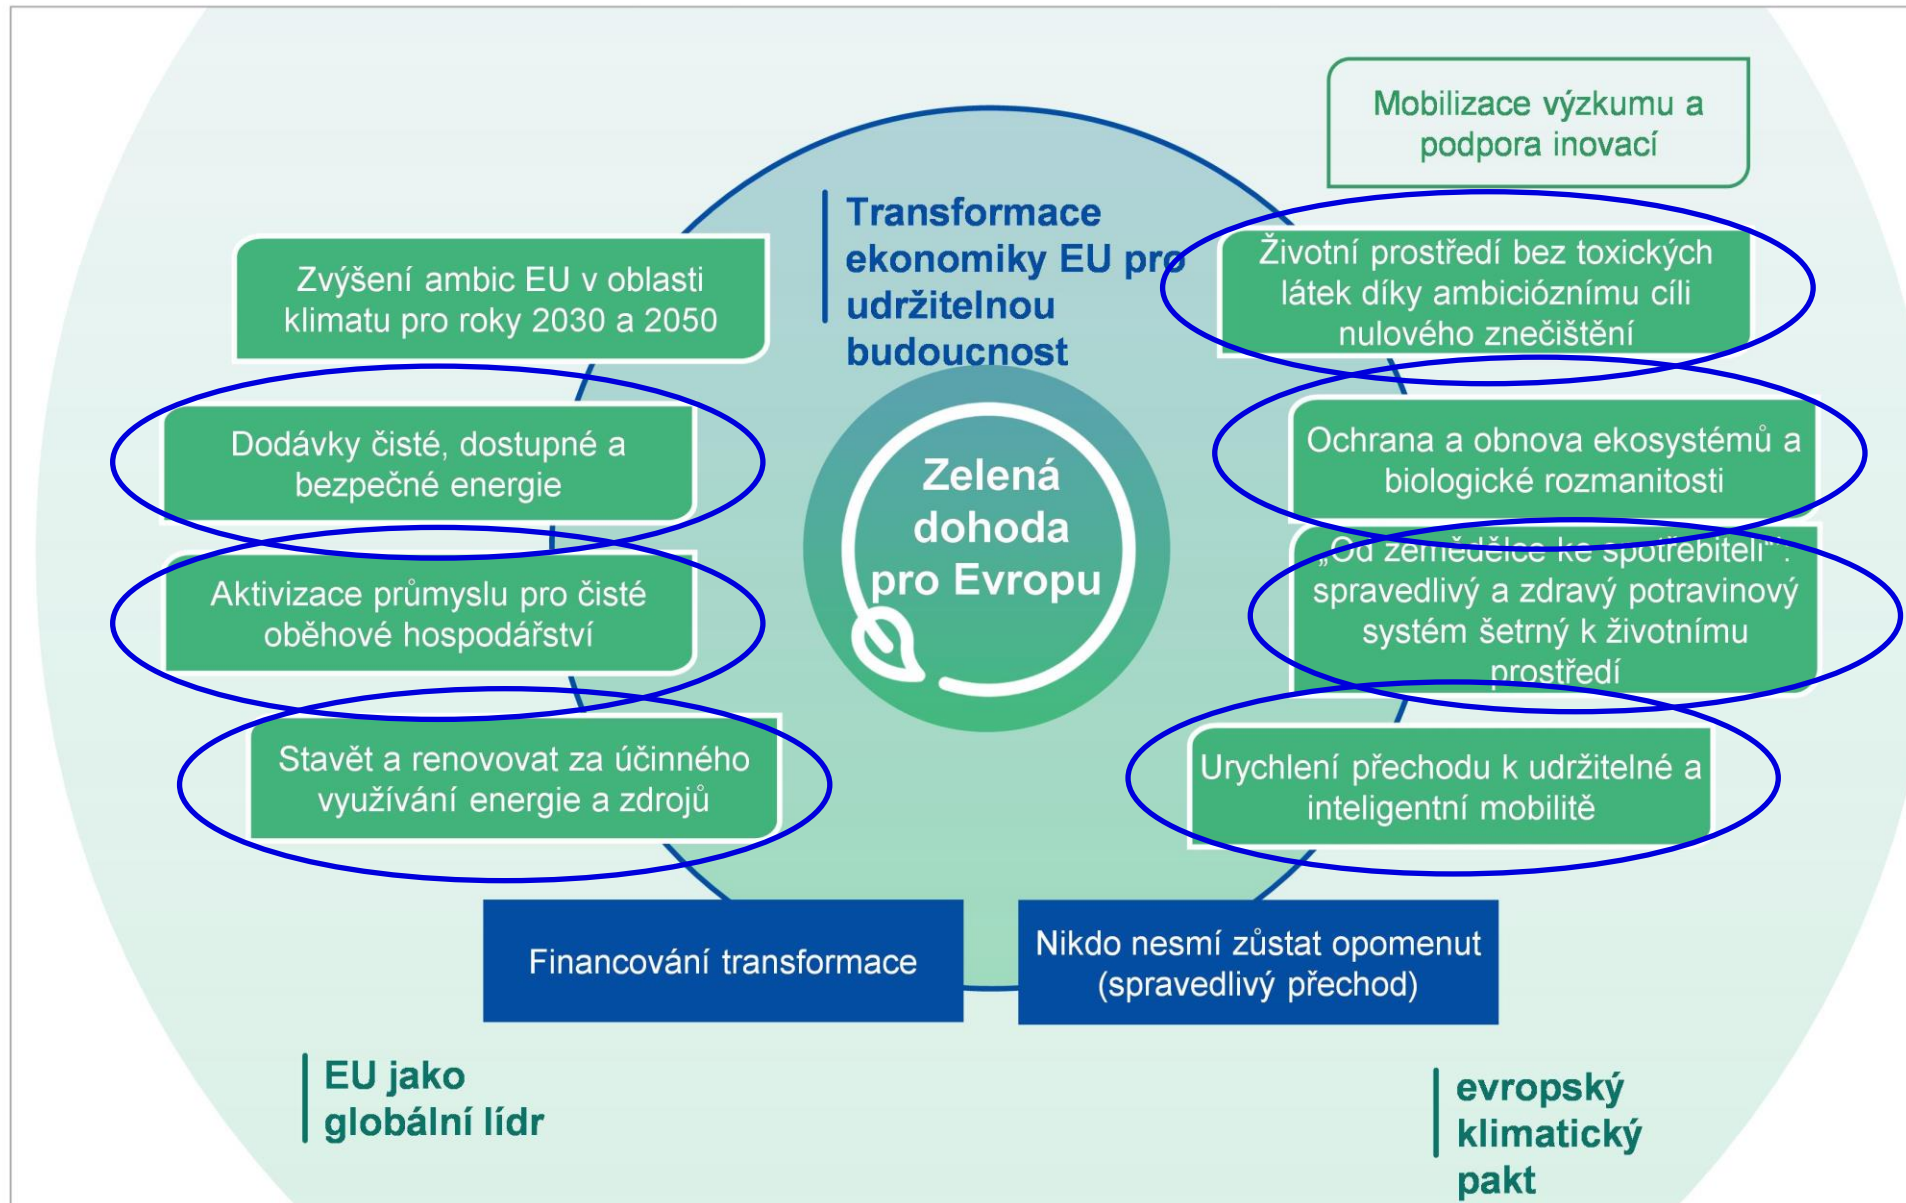 Mobilizace výzkumu a
podpora inovací
Transformace
ekonomiky EU pro
udržitelnou
budoucnost
Zvýšení ambic EU v oblasti
klimatu pro roky 2030 a 2050
Dodávky čisté, dostupné a
bezpečné energie
Aktivizace průmyslu pro čisté
oběhové hospodářství
Stavět a renovovat za účinného
využívání energie a zdrojů
Zelená
dohoda
pro Evropu
Životní prostředí bez toxických
látek díky ambicióznímu cíli
nulového znečištění
Ochrana a obnova ekosystémů a
biologické rozmanitosti
„Od zemědělce ke spotřebiteli“:
spravedlivý a zdravý potravinový
systém šetrný k životnímu
prostředí
Urychlení přechodu k udržitelné a
inteligentní mobilitě
Financování transformace
Nikdo nesmí zůstat opomenut
(spravedlivý přechod)
EU jako
globální lídr
evropský
klimatický
pakt